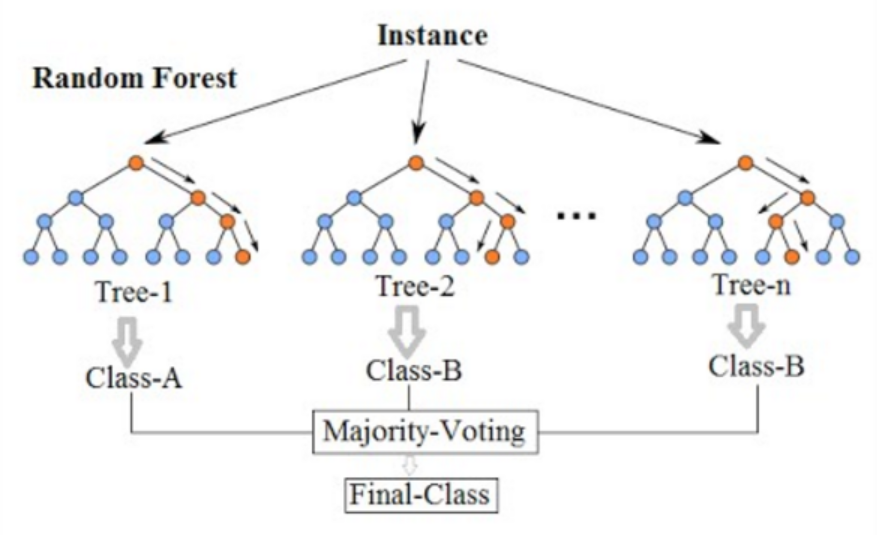 Instance
Random Forest
...
Tree-1
Tree-2
Tree-n
Class-A
Class-B
Class-B
Majority-Voting
Final-Class